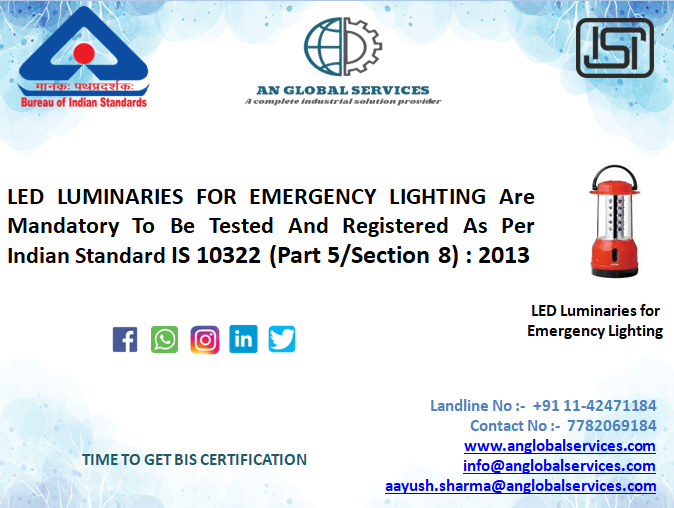 मानकः पथप्रदर्शकः
Bureau of Indian Standards
AN GLOBAL SERVICES
A complete industrial solution provider
ISI
LED LUMINARIES FOR EMERGENCY LIGHTING Are
Mandatory To Be Tested And Registered As Per
Indian Standard IS 10322 (Part 5/Section 8) : 2013
LED Luminaries for
Emergency Lighting
Landline No :- +91 11-42471184
Contact No :- 7782069184
www.anglobalservices.com
info@anglobalservices.com
aayush.sharma@anglobalservices.com
TIME TO GET BIS CERTIFICATION